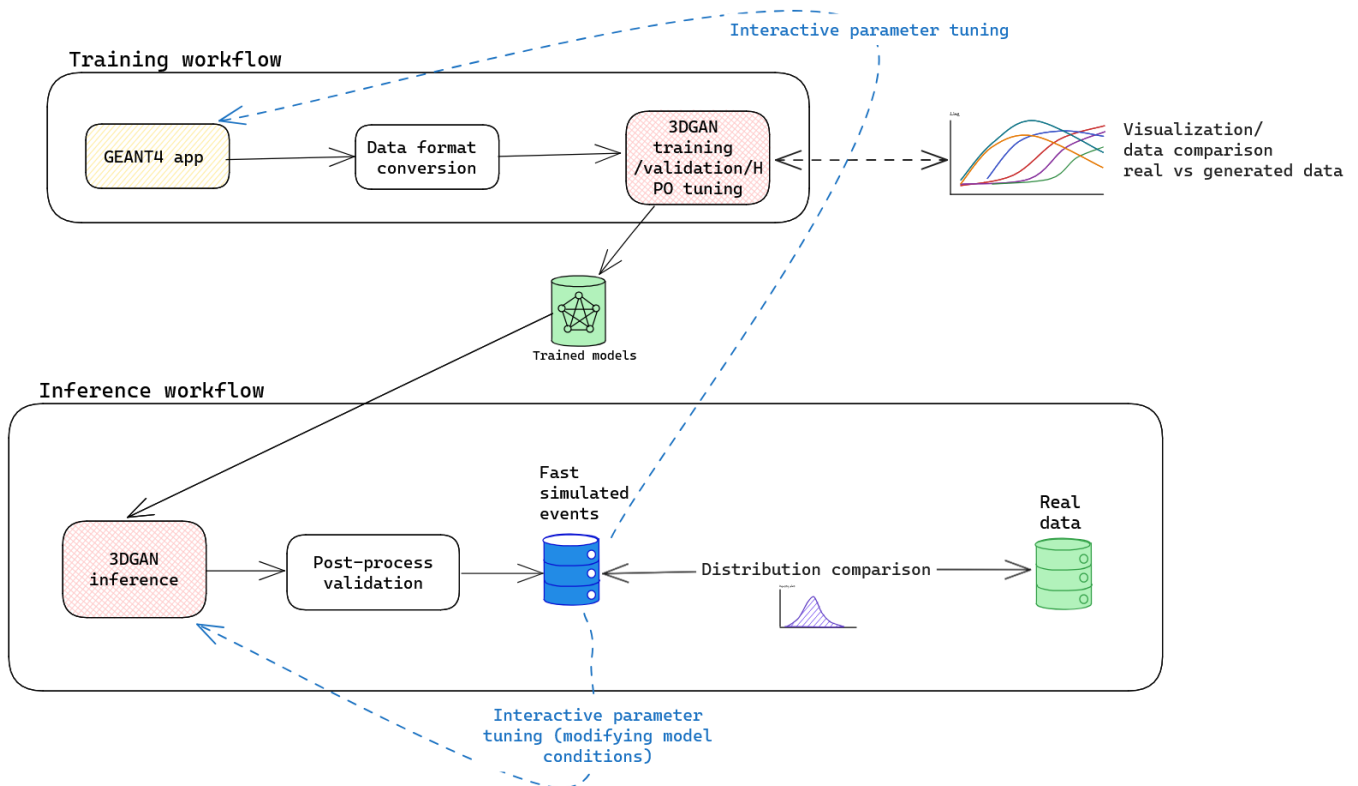 Interactive parameter tuning
Training workflow
GEANT4 app
Data format
conversion
3DGAN
training
/validation/H
PO tuning
Visualization/
data comparison
real vs generated data
Trained models
Inference workflow
3DGAN
inference
Post-process
validation
Fast
simulated
events
Distribution comparison
Real
data
Interactive parameter
tuning (modifying model
conditions)